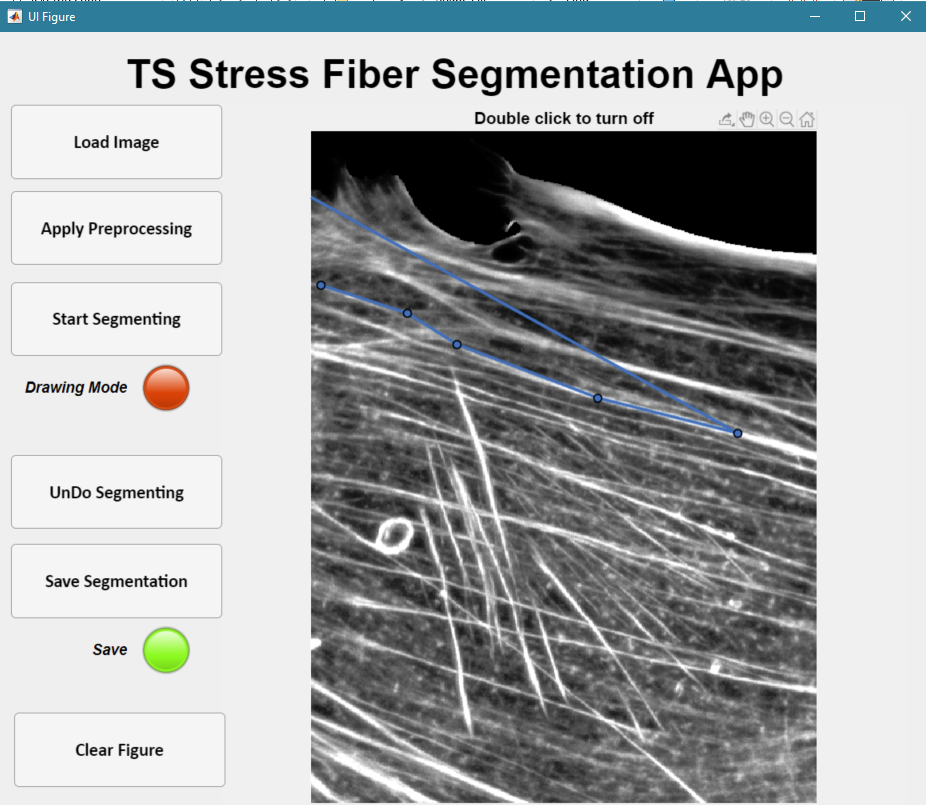 UI Figure
TS Stress Fiber Segmentation App
Load Image
Double click to turn off
Apply Preprocessing
Start Segmenting
Drawing Mode
UnDo Segmenting
Save Segmentation
Save
Clear Figure